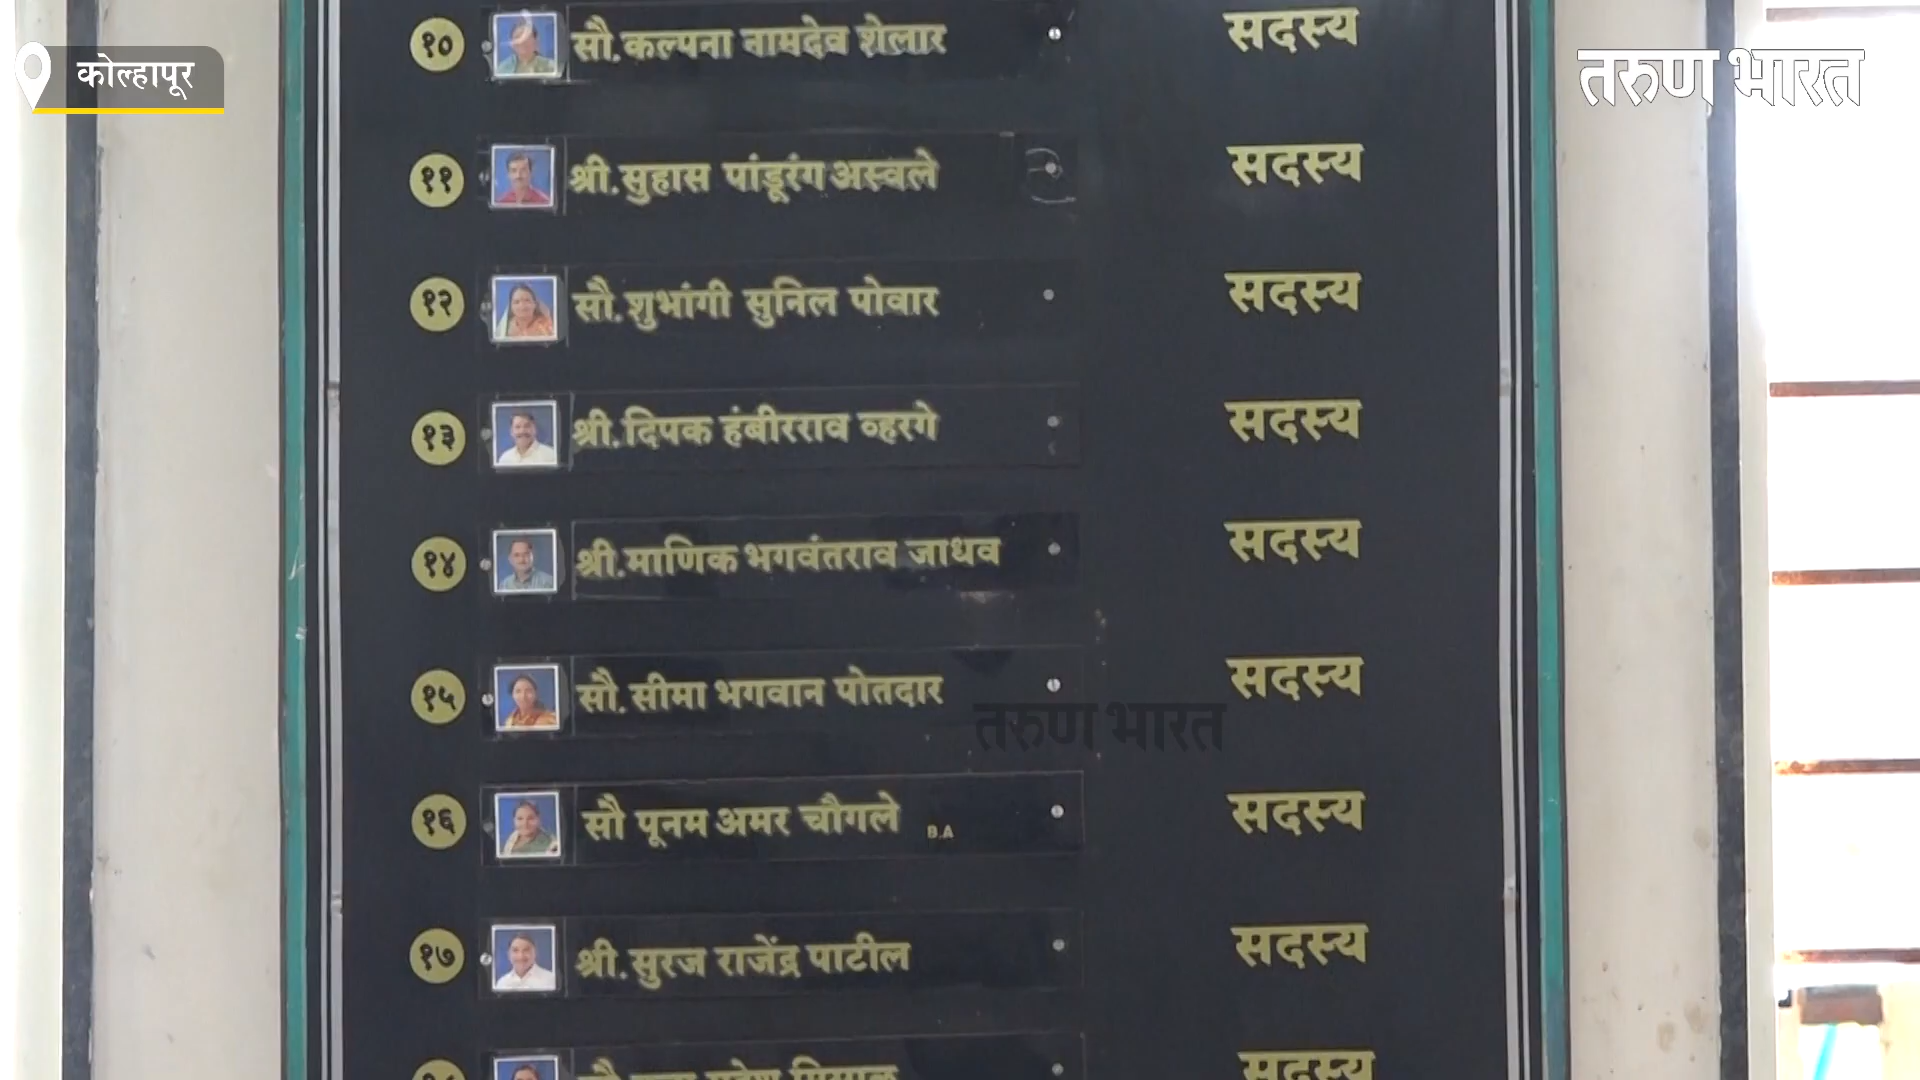 कोल्हापूर
तरुण भारत
१० सौ.कल्पना नामदेव शेलार सदस्य
११ श्री.सुहास पांडूरंग अस्वले सदस्य
१२ सौ.शुभांगी सुनिल पोवार सदस्य
१३ श्री.दिपक हंबीरराव व्हरगे सदस्य
१४ श्री.माणिक भगवंतराव जाधव सदस्य
१५ सौ.सीमा भगवान पोतदार सदस्य
तरुण भारत
१६ सौ पूनम अमर चौगले B.A सदस्य
१७ श्री.सुरज राजेंद्र पाटील सदस्य
सदस्य